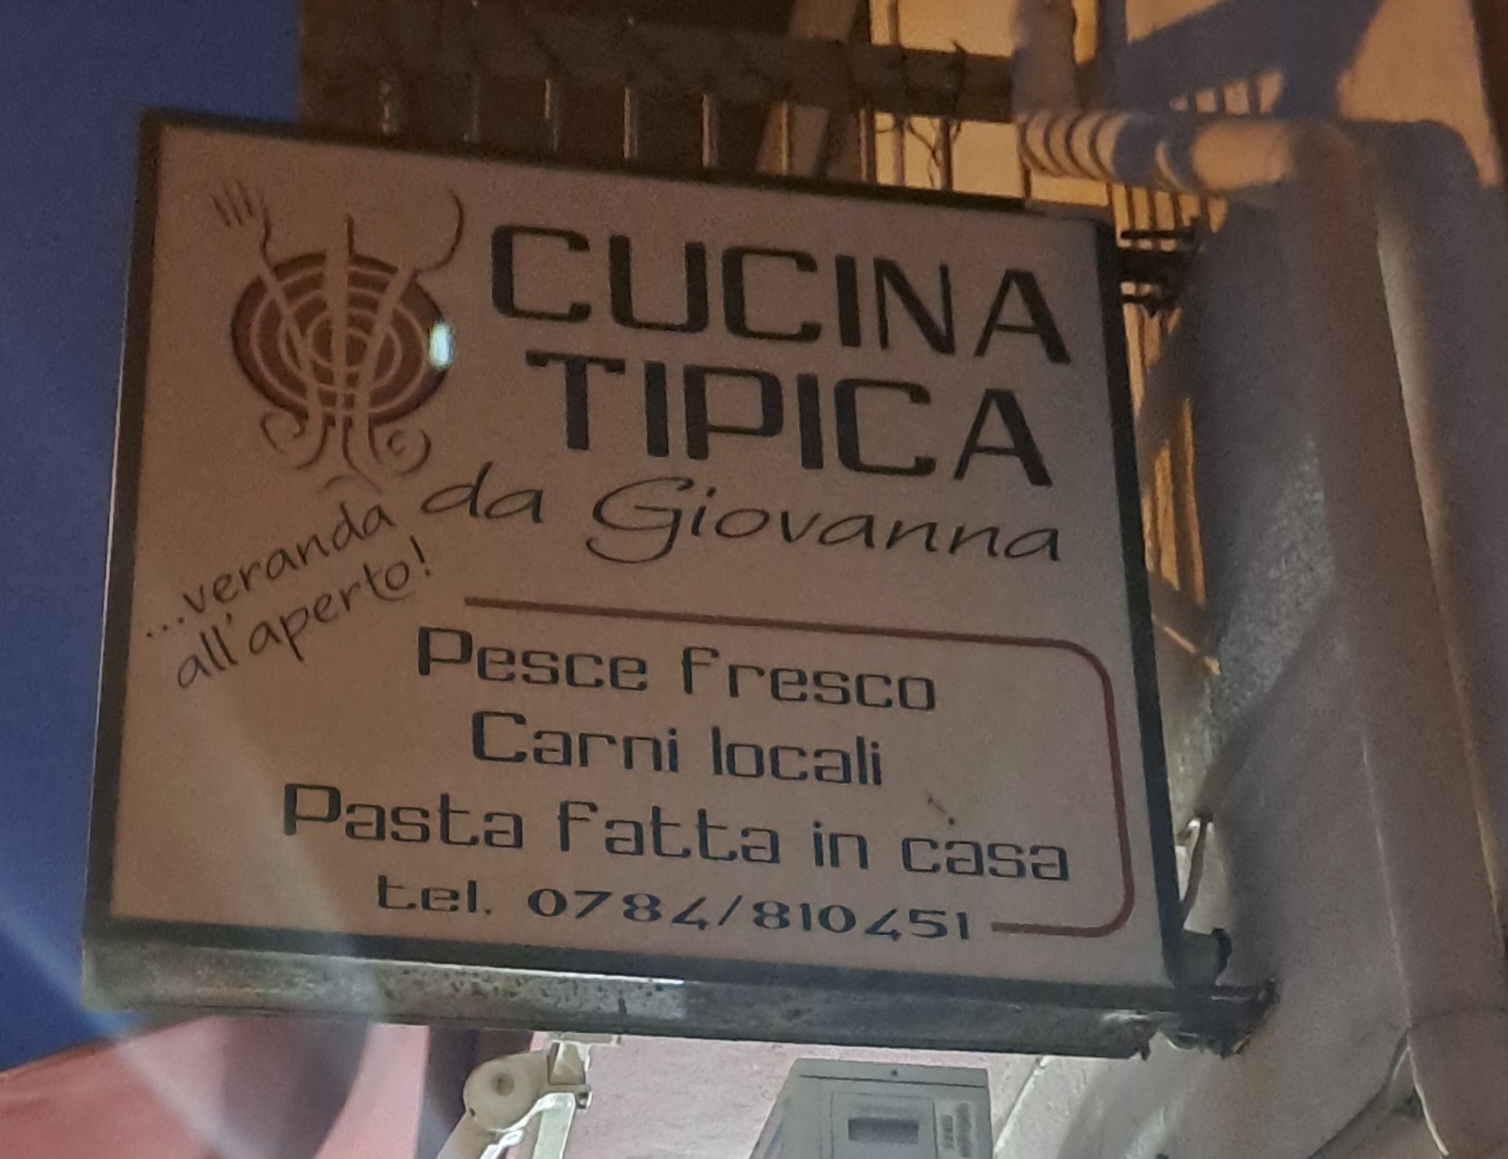 CUCINA
TIPICA
da Giovanna
...veranda
all'aperto!
Pesce fresco
Carni locali
Pasta fatta in casa
tel. 0784/810451